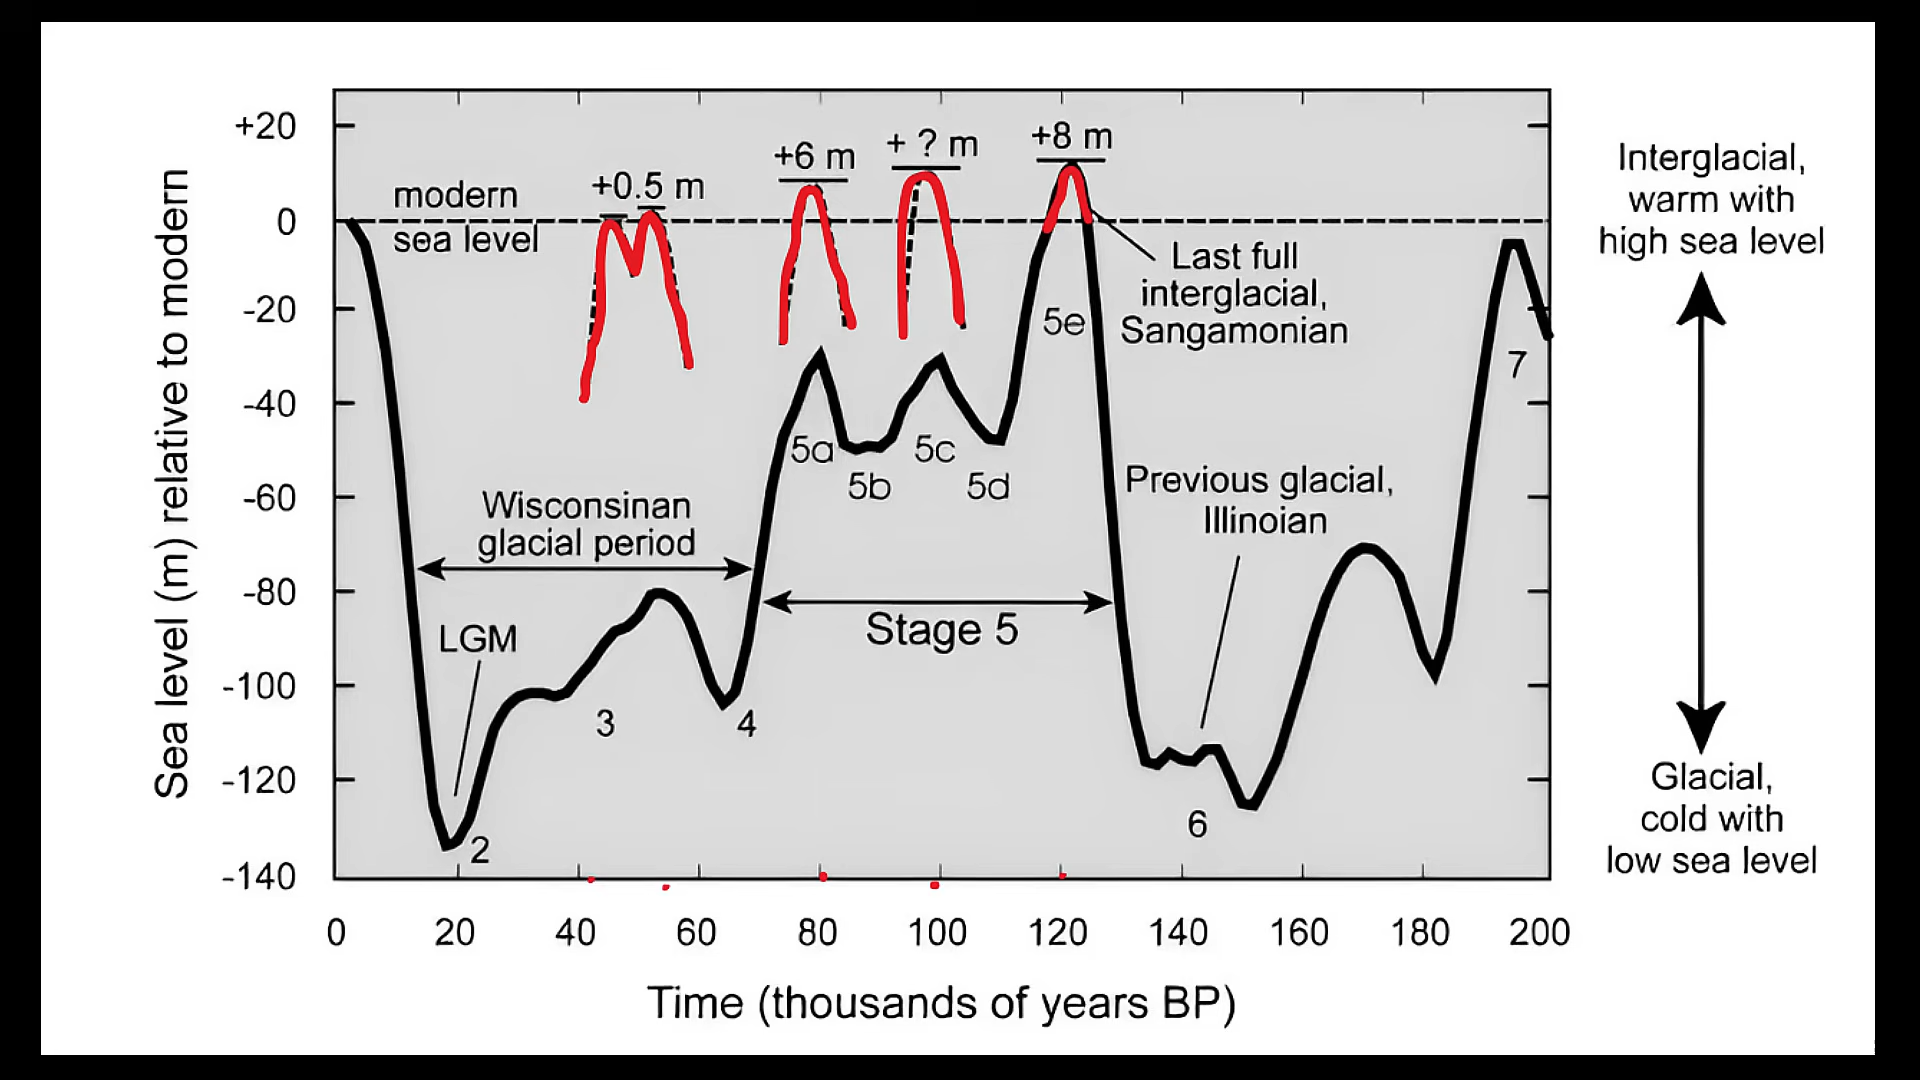 +20
0
-20
-40
-60
-80
-100
-120
-140
Sea level (m) relative to modern
modern
sea level
+0.5 m
+6 m
+ ? m
+8 m
Last full
interglacial,
Sangamonian
5e
5a
5b
5c
5d
7
Wisconsinan
glacial period
Previous glacial,
Illinoian
Stage 5
LGM
2
3
4
6
0
20
40
60
80
100
120
140
160
180
200
Time (thousands of years BP)
Interglacial,
warm with
high sea level
Glacial,
cold with
low sea level